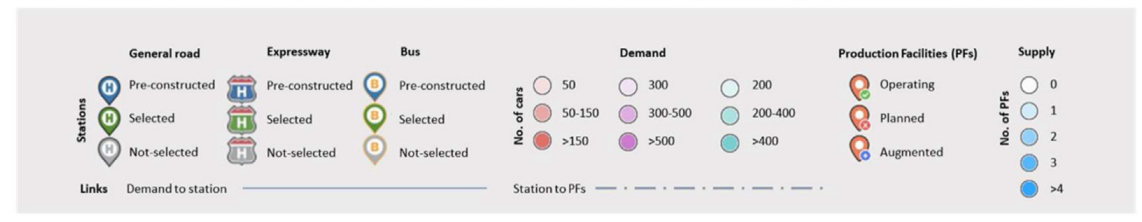 General road Expressway Bus Demand Production Facilities (PFs) Supply
Stations
H Pre-constructed H Pre-constructed B Pre-constructed No. of cars 50 300 200 Operating No. of PFs 0
H Selected H Selected B Selected 50-150 300-500 200-400 Planned 1
H Not-selected H Not-selected B Not-selected >150 >500 >400 Augmented 2
3
Links Demand to station Station to PFs >4